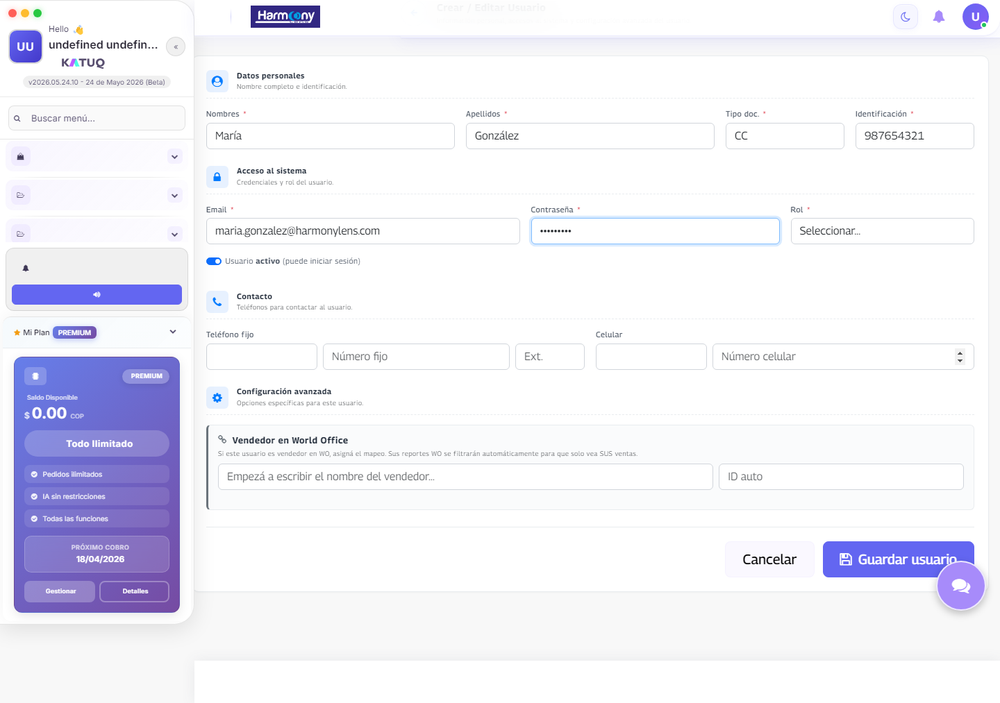 Hello 👋
UU
undefined undefin...
«
KATUQ
v2026.05.24.10 - 24 de Mayo 2026 (Beta)
Buscar menú...
Mi Plan PREMIUM
PREMIUM
Saldo Disponible
$ 0.00 COP
Todo Ilimitado
Pedidos ilimitados
IA sin restricciones
Todas las funciones
PRÓXIMO COBRO
18/04/2026
Gestionar
Detalles
Harmony
Crear / Editar Usuario
U
Datos personales
Nombre completo e identificación.
Nombres * Apellidos * Tipo doc. * Identificación *
María González CC 987654321
Acceso al sistema
Credenciales y rol del usuario.
Email * Contraseña * Rol *
maria.gonzalez@harmonylens.com ••••••••• Seleccionar...
Usuario activo (puede iniciar sesión)
Contacto
Teléfonos para contactar al usuario.
Teléfono fijo Celular
Número fijo Ext. Número celular
Configuración avanzada
Opciones específicas para este usuario.
Vendedor en World Office
Si este usuario es vendedor en WO, asigná el mapeo. Sus reportes WO se filtrarán automáticamente para que solo vea SUS ventas.
Empezá a escribir el nombre del vendedor... ID auto
Cancelar Guardar usuario